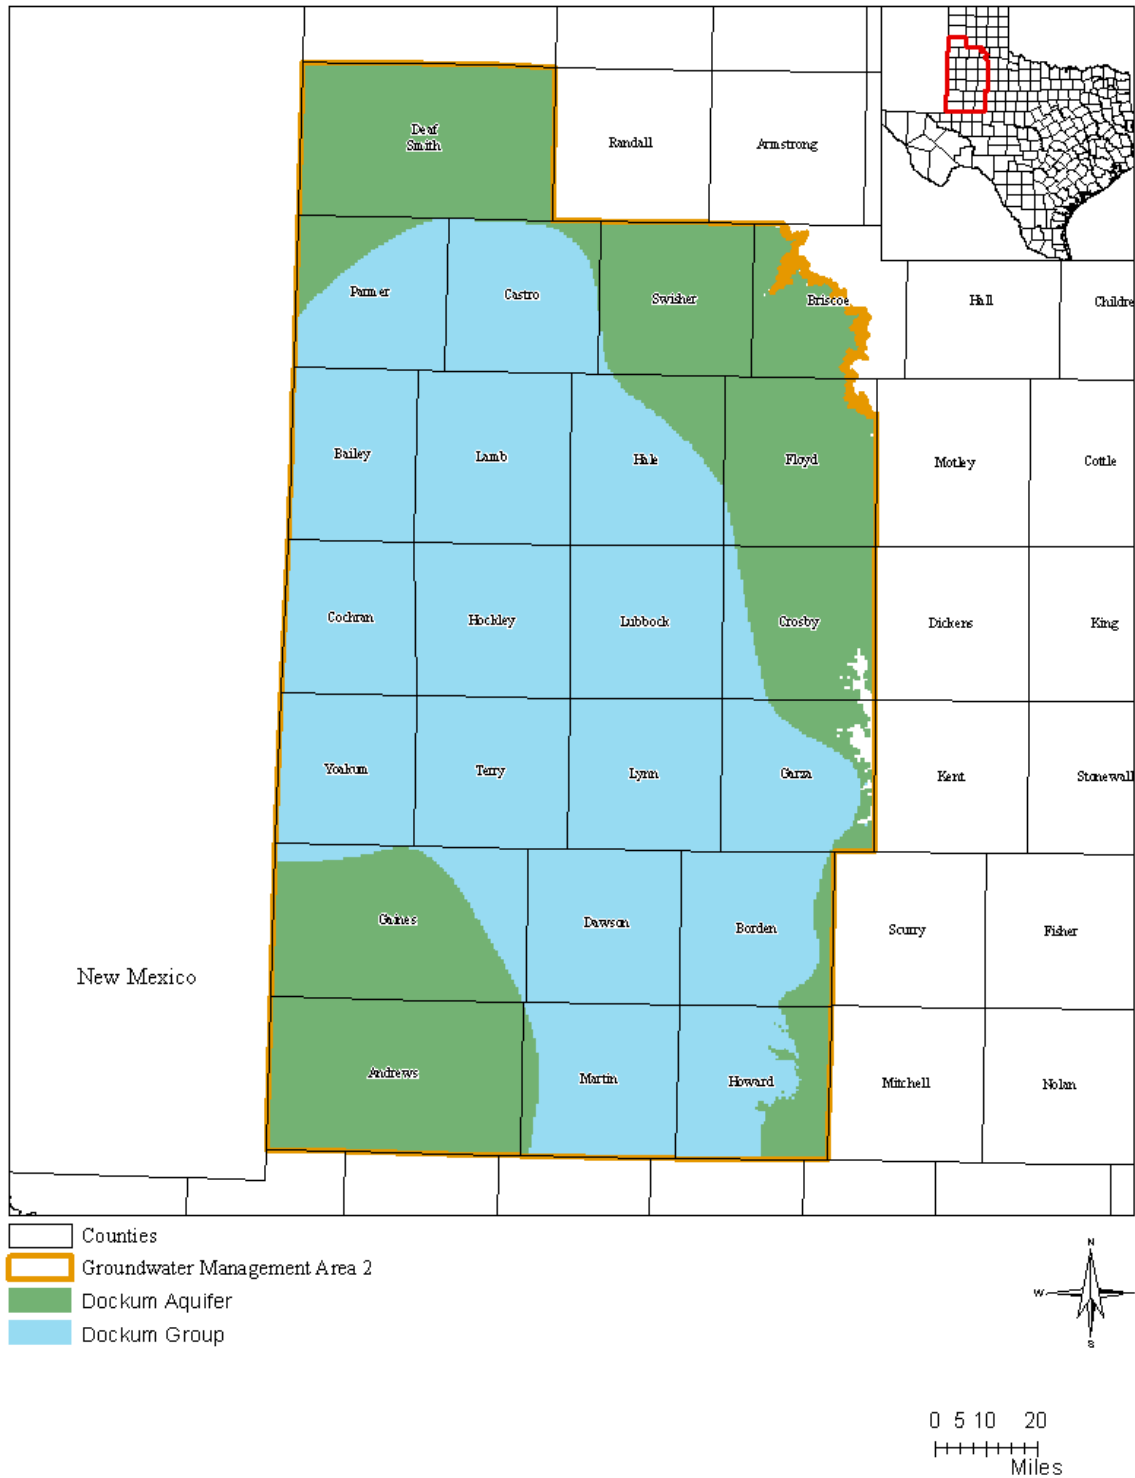 Deaf
Smith
Randall
Armstrong
Parmer
Castro
Swisher
Briscoe
Hall
Childre
Bailey
Lamb
Hale
Floyd
Motley
Cottle
Cochran
Hockley
Lubbock
Crosby
Dickens
King
Yoakum
Terry
Lynn
Garza
Kent
Stonewall
Gaines
Dawson
Borden
Scurry
Fisher
New Mexico
Andrews
Martin
Howard
Mitchell
Nolan
Counties
Groundwater Management Area 2
Dockum Aquifer
Dockum Group
N
W
S
0 5 10 20
Miles